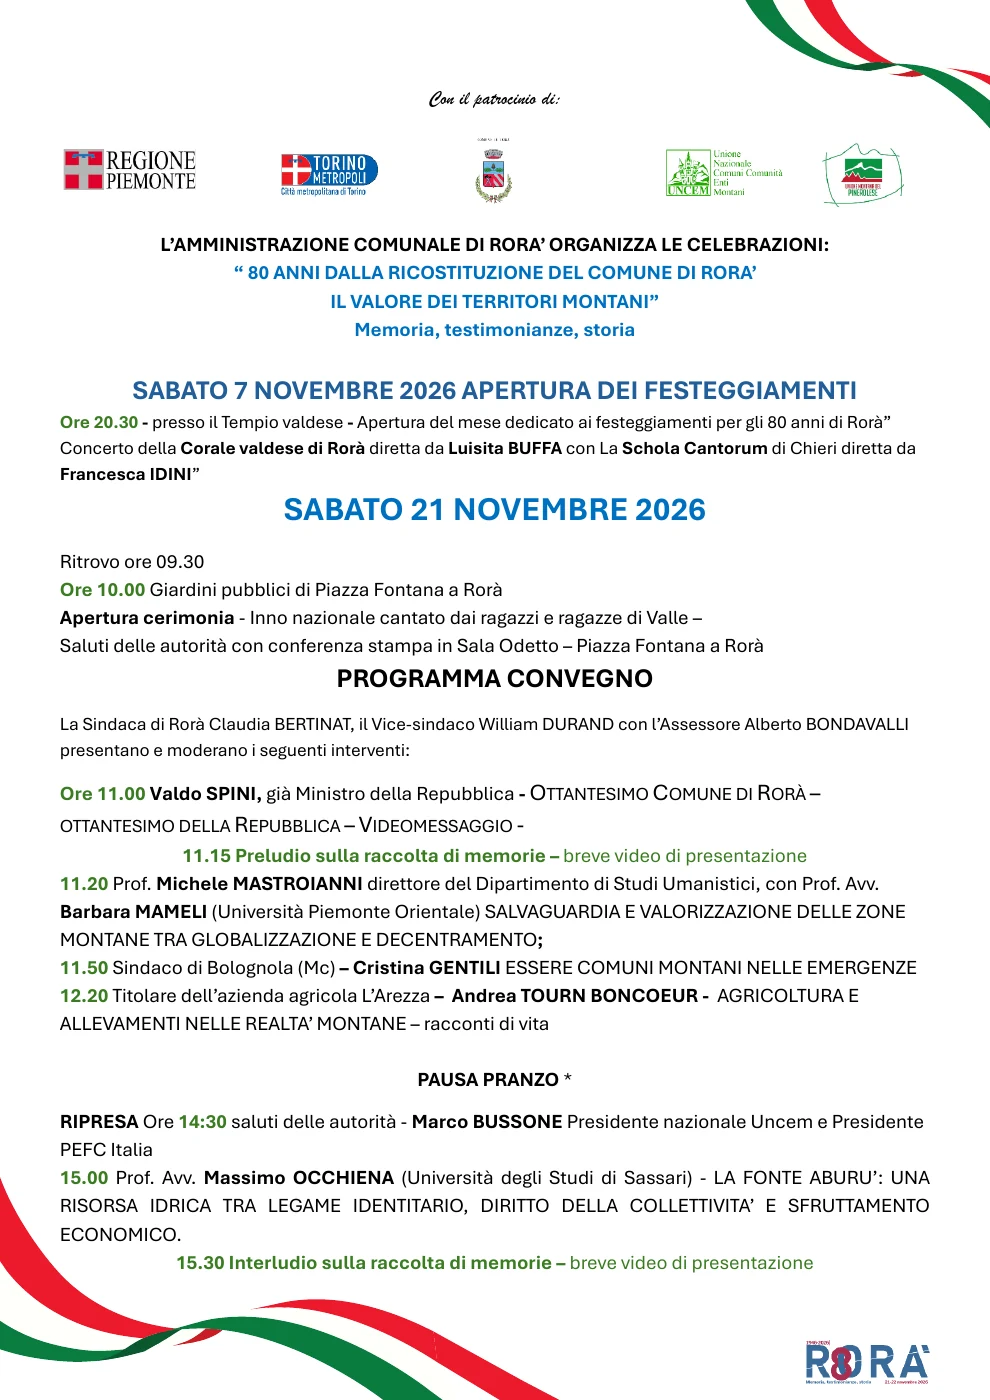 Con il patrocinio di:
REGIONE
PIEMONTE
TORINO
METROPOLI
Città metropolitana di Torino
UNCEM
Unione
Nazionale
Comuni Comunità
Enti
Montani
UNIONE MONTANA DEL
PINEROLESE
L’AMMINISTRAZIONE COMUNALE DI RORA’ ORGANIZZA LE CELEBRAZIONI:
“ 80 ANNI DALLA RICOSTITUZIONE DEL COMUNE DI RORA’
IL VALORE DEI TERRITORI MONTANI”
Memoria, testimonianze, storia
SABATO 7 NOVEMBRE 2026 APERTURA DEI FESTEGGIAMENTI
Ore 20.30 - presso il Tempio valdese - Apertura del mese dedicato ai festeggiamenti per gli 80 anni di Rorà”
Concerto della Corale valdese di Rorà diretta da Luisita BUFFA con La Schola Cantorum di Chieri diretta da
Francesca IDINI”
SABATO 21 NOVEMBRE 2026
Ritrovo ore 09.30
Ore 10.00 Giardini pubblici di Piazza Fontana a Rorà
Apertura cerimonia - Inno nazionale cantato dai ragazzi e ragazze di Valle –
Saluti delle autorità con conferenza stampa in Sala Odetto – Piazza Fontana a Rorà
PROGRAMMA CONVEGNO
La Sindaca di Rorà Claudia BERTINAT, il Vice-sindaco William DURAND con l’Assessore Alberto BONDAVALLI
presentano e moderano i seguenti interventi:
Ore 11.00 Valdo SPINI, già Ministro della Repubblica - OTTANTESIMO COMUNE DI RORÀ –
OTTANTESIMO DELLA REPUBBLICA – VIDEOMESSAGGIO -
11.15 Preludio sulla raccolta di memorie – breve video di presentazione
11.20 Prof. Michele MASTROIANNI direttore del Dipartimento di Studi Umanistici, con Prof. Avv.
Barbara MAMELI (Università Piemonte Orientale) SALVAGUARDIA E VALORIZZAZIONE DELLE ZONE
MONTANE TRA GLOBALIZZAZIONE E DECENTRAMENTO;
11.50 Sindaco di Bolognola (Mc) – Cristina GENTILI ESSERE COMUNI MONTANI NELLE EMERGENZE
12.20 Titolare dell’azienda agricola L’Arezza – Andrea TOURN BONCOEUR - AGRICOLTURA E
ALLEVAMENTI NELLE REALTA’ MONTANE – racconti di vita
PAUSA PRANZO *
RIPRESA Ore 14:30 saluti delle autorità - Marco BUSSONE Presidente nazionale Uncem e Presidente
PEFC Italia
15.00 Prof. Avv. Massimo OCCHIENA (Università degli Studi di Sassari) - LA FONTE ABURU’: UNA
RISORSA IDRICA TRA LEGAME IDENTITARIO, DIRITTO DELLA COLLETTIVITA’ E SFRUTTAMENTO
ECONOMICO.
15.30 Interludio sulla raccolta di memorie – breve video di presentazione
1946-2026
R80RÀ
Memoria, testimonianze, storia 21-22 novembre 2026